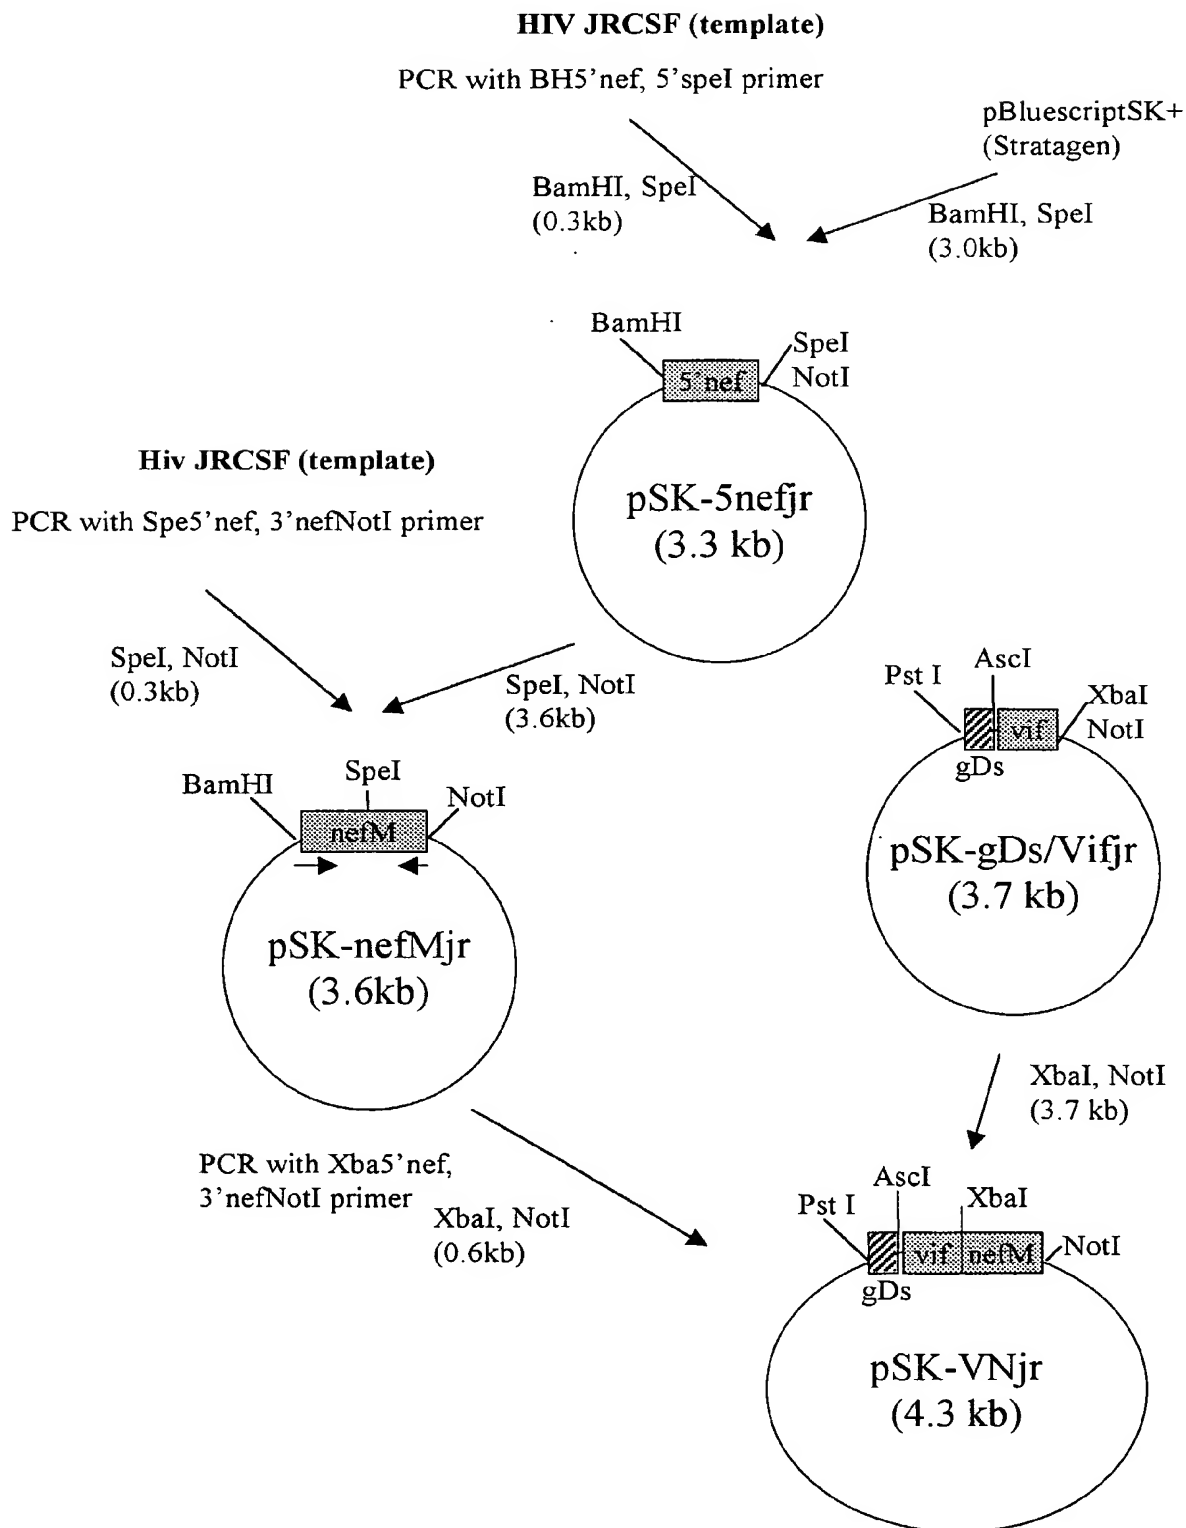 HIV JRCSF (template)
PCR with BH5'nef, 5'speI primer
pBluescriptSK+
(Stratagen)
BamHI, SpeI
(0.3kb)
BamHI, SpeI
(3.0kb)
BamHI
SpeI
NotI
5'nef
pSK-5nefjr
(3.3 kb)
Hiv JRCSF (template)
PCR with Spe5'nef, 3'nefNotI primer
SpeI, NotI
(0.3kb)
SpeI, NotI
(3.6kb)
Pst I
AscI
XbaI
NotI
vif
gDs
pSK-gDs/Vifjr
(3.7 kb)
BamHI
SpeI
NotI
nefM
pSK-nefMjr
(3.6kb)
XbaI, NotI
(3.7 kb)
PCR with Xba5'nef,
3'nefNotI primer
XbaI, NotI
(0.6kb)
Pst I
AscI
XbaI
NotI
vif
nefM
gDs
pSK-VNjr
(4.3 kb)